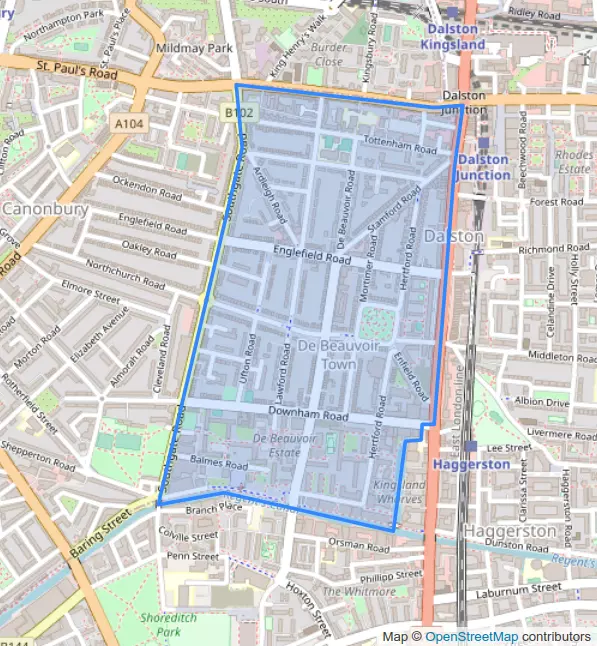 Ridley Road
Northampton Park
St. Paul's Place
Mildmay Park
King Henry's Walk
Burder
Close
Kingsbury Road
Dalston
Kingsland
St. Paul's Road
A104
B102
Dalston
Junction
Tottenham Road
Dalston
Junction
Beechwood Road
Rhodes
Estate
Clifton Road
Southgate Road
Arnleigh Road
De Beauvoir Road
Stamford Road
Ockendon Road
Canonbury
Englefield Road
Oakley Road
Northchurch Road
Elmore Street
Forest Road
Dalston
Richmond Road
Holly Street
Englefield Road
Mortimer Road
Hertford Road
Grove
Road
Elizabeth Avenue
Morton Road
Almorah Road
Cleveland Road
Celandine Drive
De Beauvoir
Town
Middleton Road
Ufton Road
Lawford Road
Enfield Road
Rotherfield Street
Albion Drive
Downham Road
Hertford Road
Livermere Road
East London line
Lee Street
De Beauvoir
Estate
Shepperton Road
Southgate Road
Balmes Road
Haggerston
Clarissa Street
Haggerston Road
Kingsland
Wharves
Branch Place
Baring Street
Colville Street
Haggerston
Orsman Road
Dunston Road
Penn Street
Regent's
Phillipp Street
The Whitmore
Laburnum Street
Hoxton Street
Shoreditch
Park
B144
Map © OpenStreetMap contributors